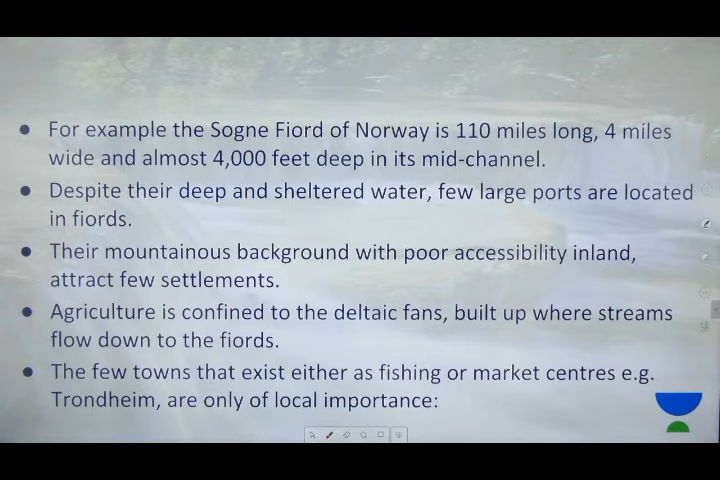 ● For example the Sogne Fiord of Norway is 110 miles long, 4 miles
wide and almost 4,000 feet deep in its mid-channel.
● Despite their deep and sheltered water, few large ports are located
in fiords.
● Their mountainous background with poor accessibility inland,
attract few settlements.
● Agriculture is confined to the deltaic fans, built up where streams
flow down to the fiords.
● The few towns that exist either as fishing or market centres e.g.
Trondheim, are only of local importance: